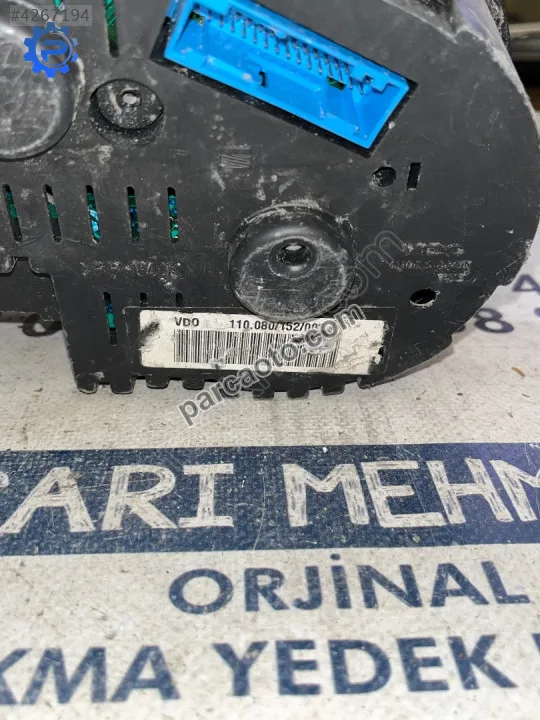 #4267194
VDO 110.080/152/00
parcaoto.com
ARI MEHM
ORJİNAL
KMA YEDEK